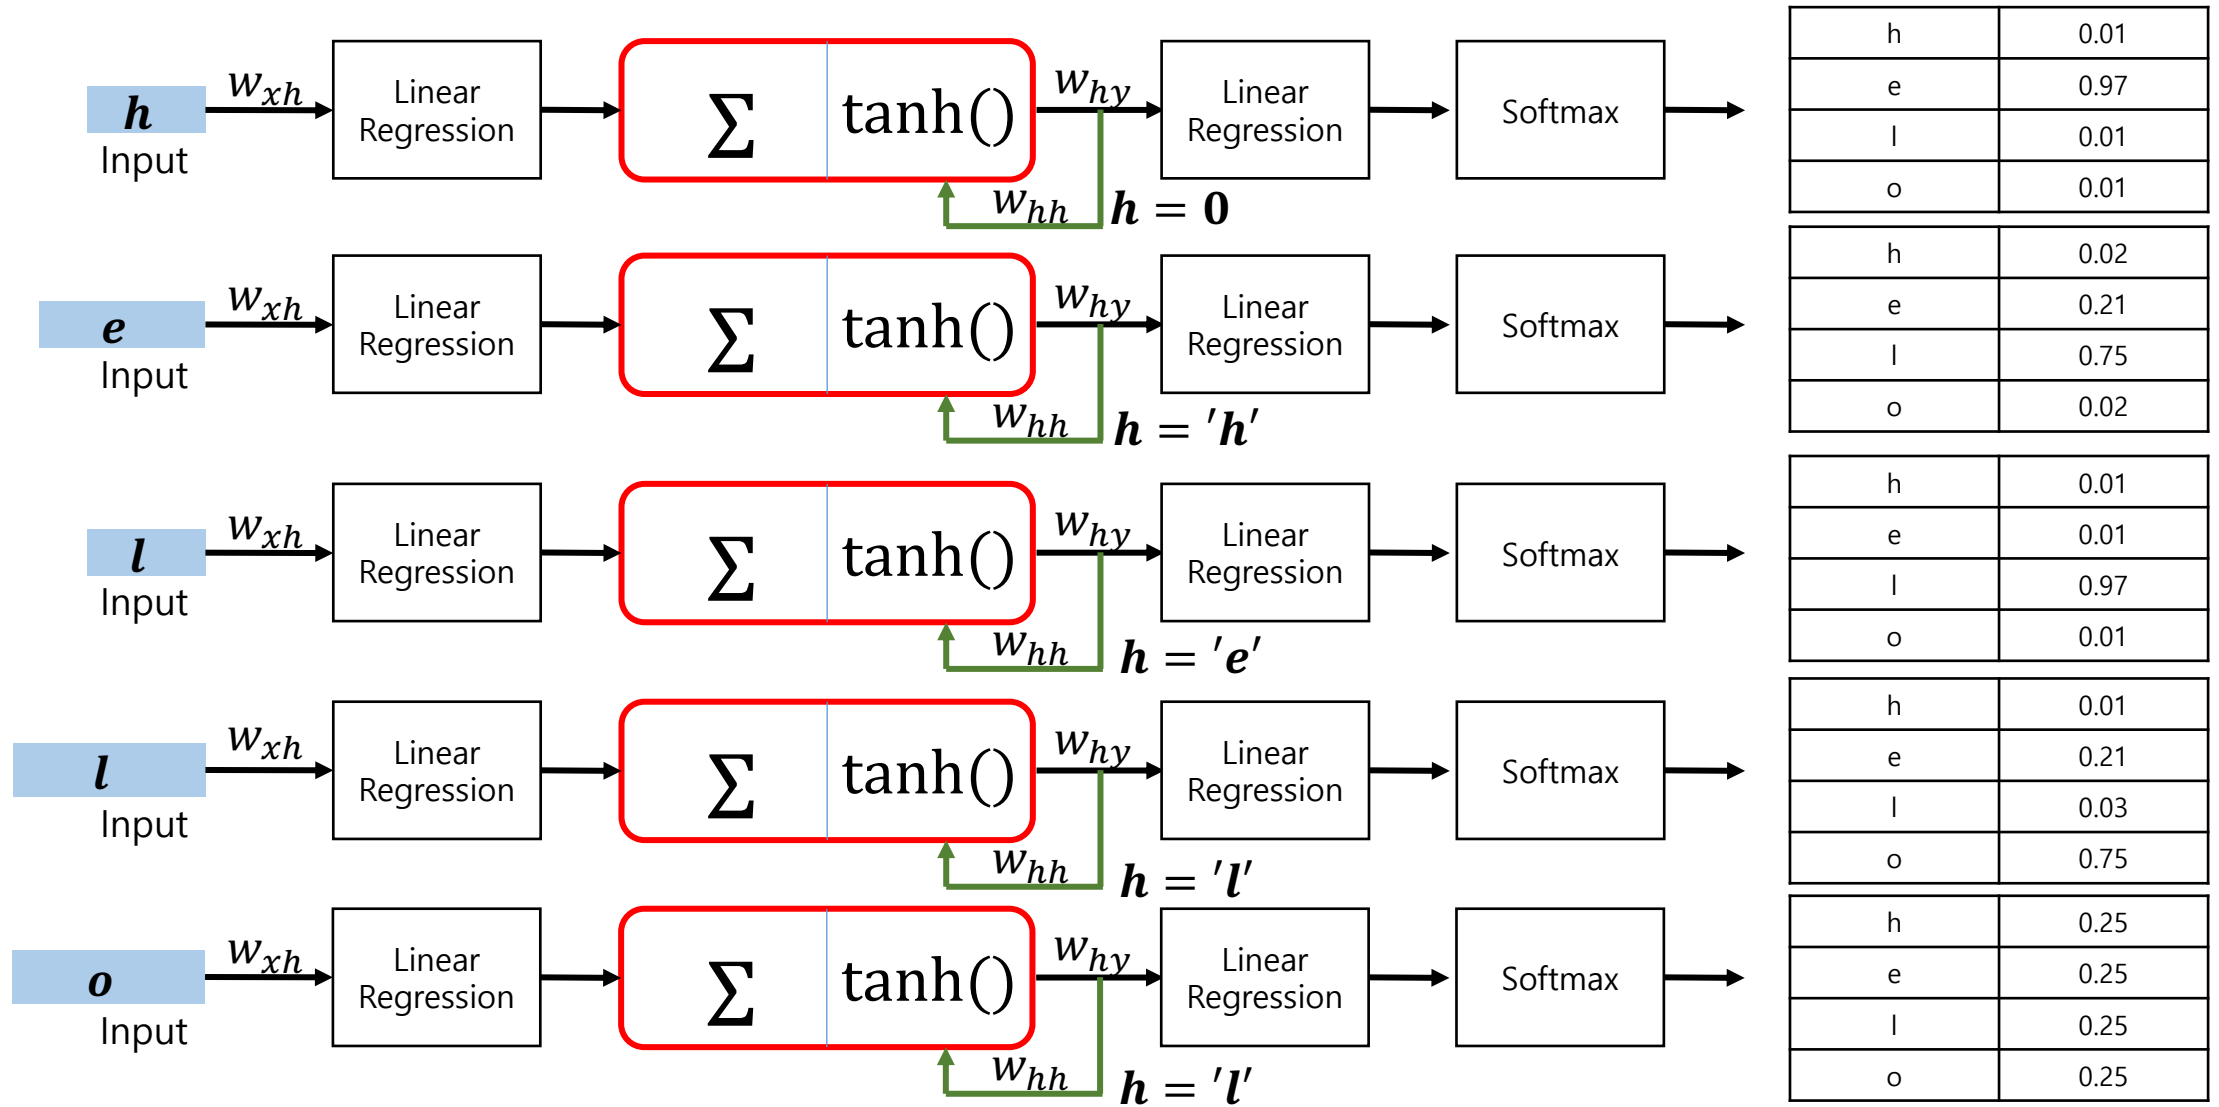 h
Input
w_xh
Linear
Regression
Σ
tanh()
w_hh
h = 0
w_hy
Linear
Regression
Softmax
h 0.01
e 0.97
l 0.01
o 0.01
e
Input
w_xh
Linear
Regression
Σ
tanh()
w_hh
h = 'h'
w_hy
Linear
Regression
Softmax
h 0.02
e 0.21
l 0.75
o 0.02
l
Input
w_xh
Linear
Regression
Σ
tanh()
w_hh
h = 'e'
w_hy
Linear
Regression
Softmax
h 0.01
e 0.01
l 0.97
o 0.01
l
Input
w_xh
Linear
Regression
Σ
tanh()
w_hh
h = 'l'
w_hy
Linear
Regression
Softmax
h 0.01
e 0.21
l 0.03
o 0.75
o
Input
w_xh
Linear
Regression
Σ
tanh()
w_hh
h = 'l'
w_hy
Linear
Regression
Softmax
h 0.25
e 0.25
l 0.25
o 0.25